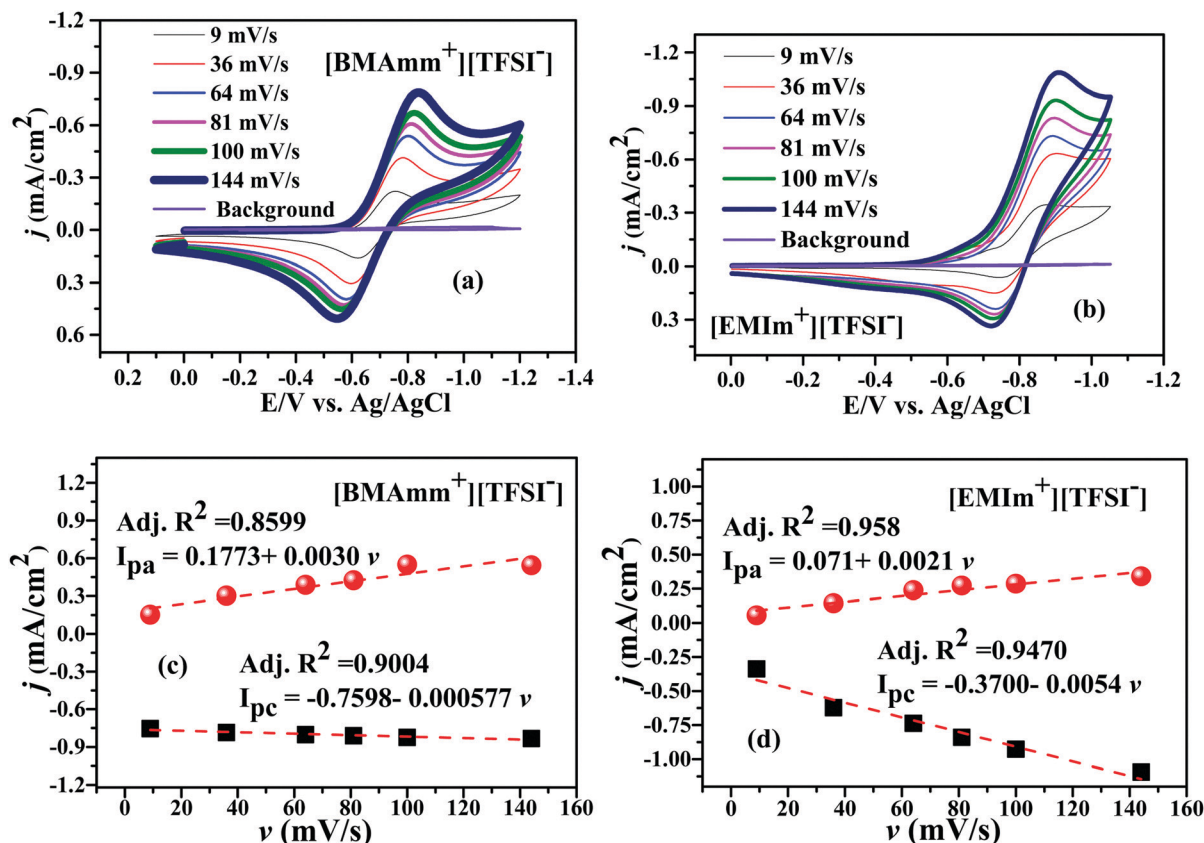 -1.2
-0.9
-0.6
-0.3
0.0
0.3
0.6
j (mA/cm²)
9 mV/s
36 mV/s
64 mV/s
81 mV/s
100 mV/s
144 mV/s
Background
[BMAmm⁺][TFSI⁻]
(a)
0.2 0.0 -0.2 -0.4 -0.6 -0.8 -1.0 -1.2 -1.4
E/V vs. Ag/AgCl
-1.2
-0.9
-0.6
-0.3
0.0
0.3
j (mA/cm²)
9 mV/s
36 mV/s
64 mV/s
81 mV/s
100 mV/s
144 mV/s
Background
[EMIm⁺][TFSI⁻]
(b)
0.0 -0.2 -0.4 -0.6 -0.8 -1.0 -1.2
E/V vs. Ag/AgCl
1.2
0.9
0.6
0.3
0.0
-0.3
-0.6
-0.9
-1.2
j (mA/cm²)
[BMAmm⁺][TFSI⁻]
Adj. R² =0.8599
Ipa = 0.1773+ 0.0030 v
(c)
Adj. R² =0.9004
Ipc = -0.7598- 0.000577 v
0 20 40 60 80 100 120 140 160
v (mV/s)
1.00
0.75
0.50
0.25
0.00
-0.25
-0.50
-0.75
-1.00
j (mA/cm²)
[EMIm⁺][TFSI⁻]
Adj. R² =0.958
Ipa = 0.071+ 0.0021 v
Adj. R² =0.9470
Ipc = -0.3700- 0.0054 v
(d)
0 20 40 60 80 100 120 140 160
v (mV/s)